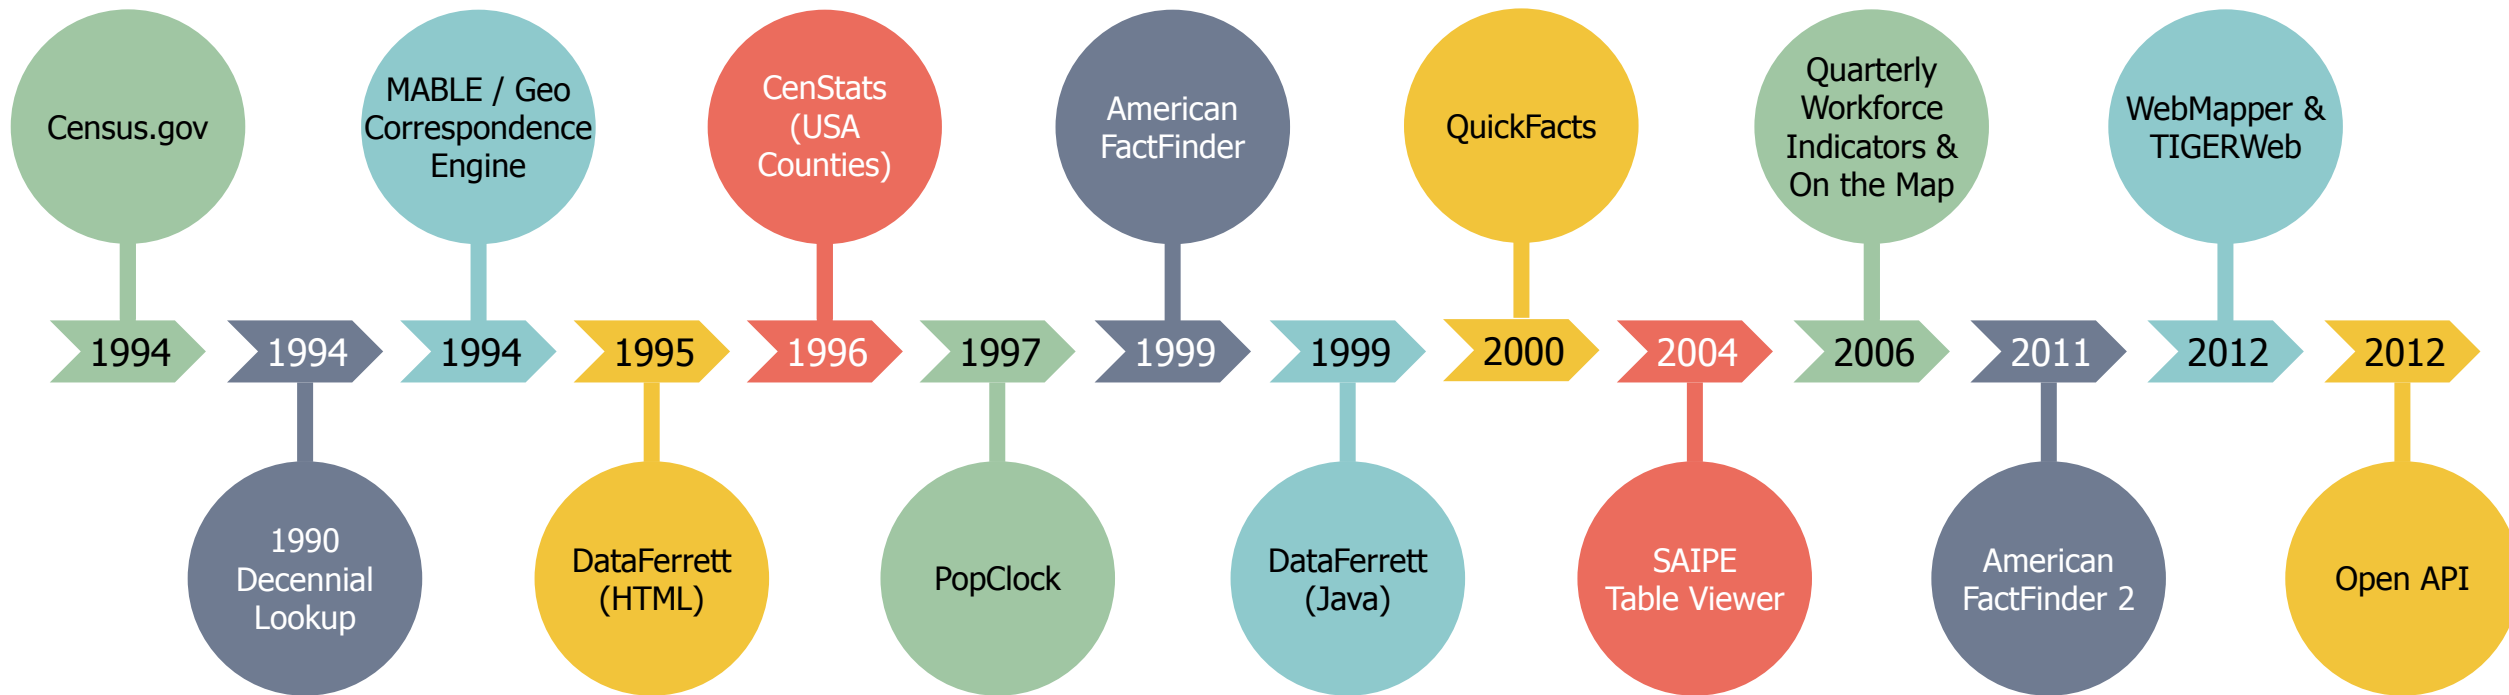 Census.gov
MABLE / Geo
Correspondence
Engine
CenStats
(USA
Counties)
American
FactFinder
QuickFacts
Quarterly
Workforce
Indicators &
On the Map
WebMapper &
TIGERWeb
1994
1994
1994
1995
1996
1997
1999
1999
2000
2004
2006
2011
2012
2012
1990
Decennial
Lookup
DataFerrett
(HTML)
PopClock
DataFerrett
(Java)
SAIPE
Table Viewer
American
FactFinder 2
Open API